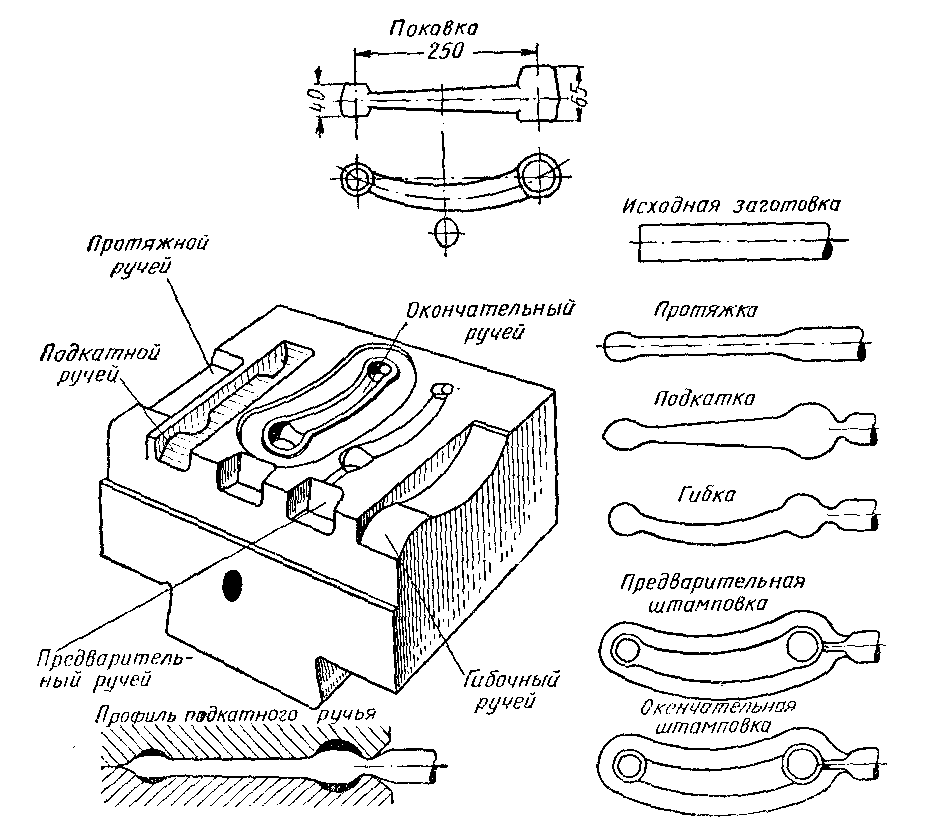 Поковка
250
40
65
Исходная заготовка
Протяжной
ручей
Окончательный
ручей
Протяжка
Подкатной
ручей
Подкатка
Гибка
Предварительная
штамповка
Предваритель-
ный ручей
Гибочный
ручей
Профиль подкатного ручья
Окончательная
штамповка